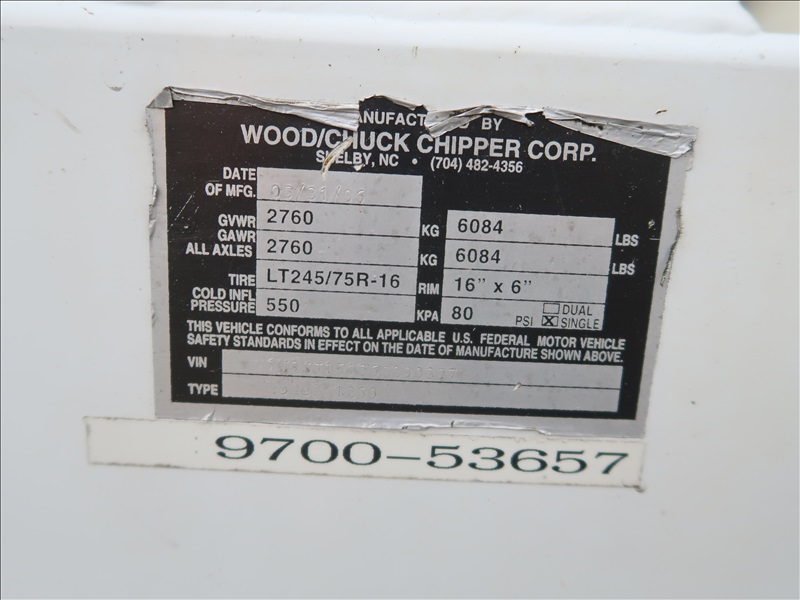 ANUFACT D BY
WOOD/CHUCK CHIPPER CORP.
SHELBY, NC • (704) 482-4356
DATE
OF MFG.
GVWR 2760 KG 6084 LBS
GAWR
ALL AXLES 2760 KG 6084 LBS
TIRE LT245/75R-16 RIM 16" x 6"
COLD INFL
PRESSURE 550 KPA 80 PSI ☐ DUAL ☒ SINGLE
THIS VEHICLE CONFORMS TO ALL APPLICABLE U.S. FEDERAL MOTOR VEHICLE
SAFETY STANDARDS IN EFFECT ON THE DATE OF MANUFACTURE SHOWN ABOVE.
VIN
TYPE
9700-53657